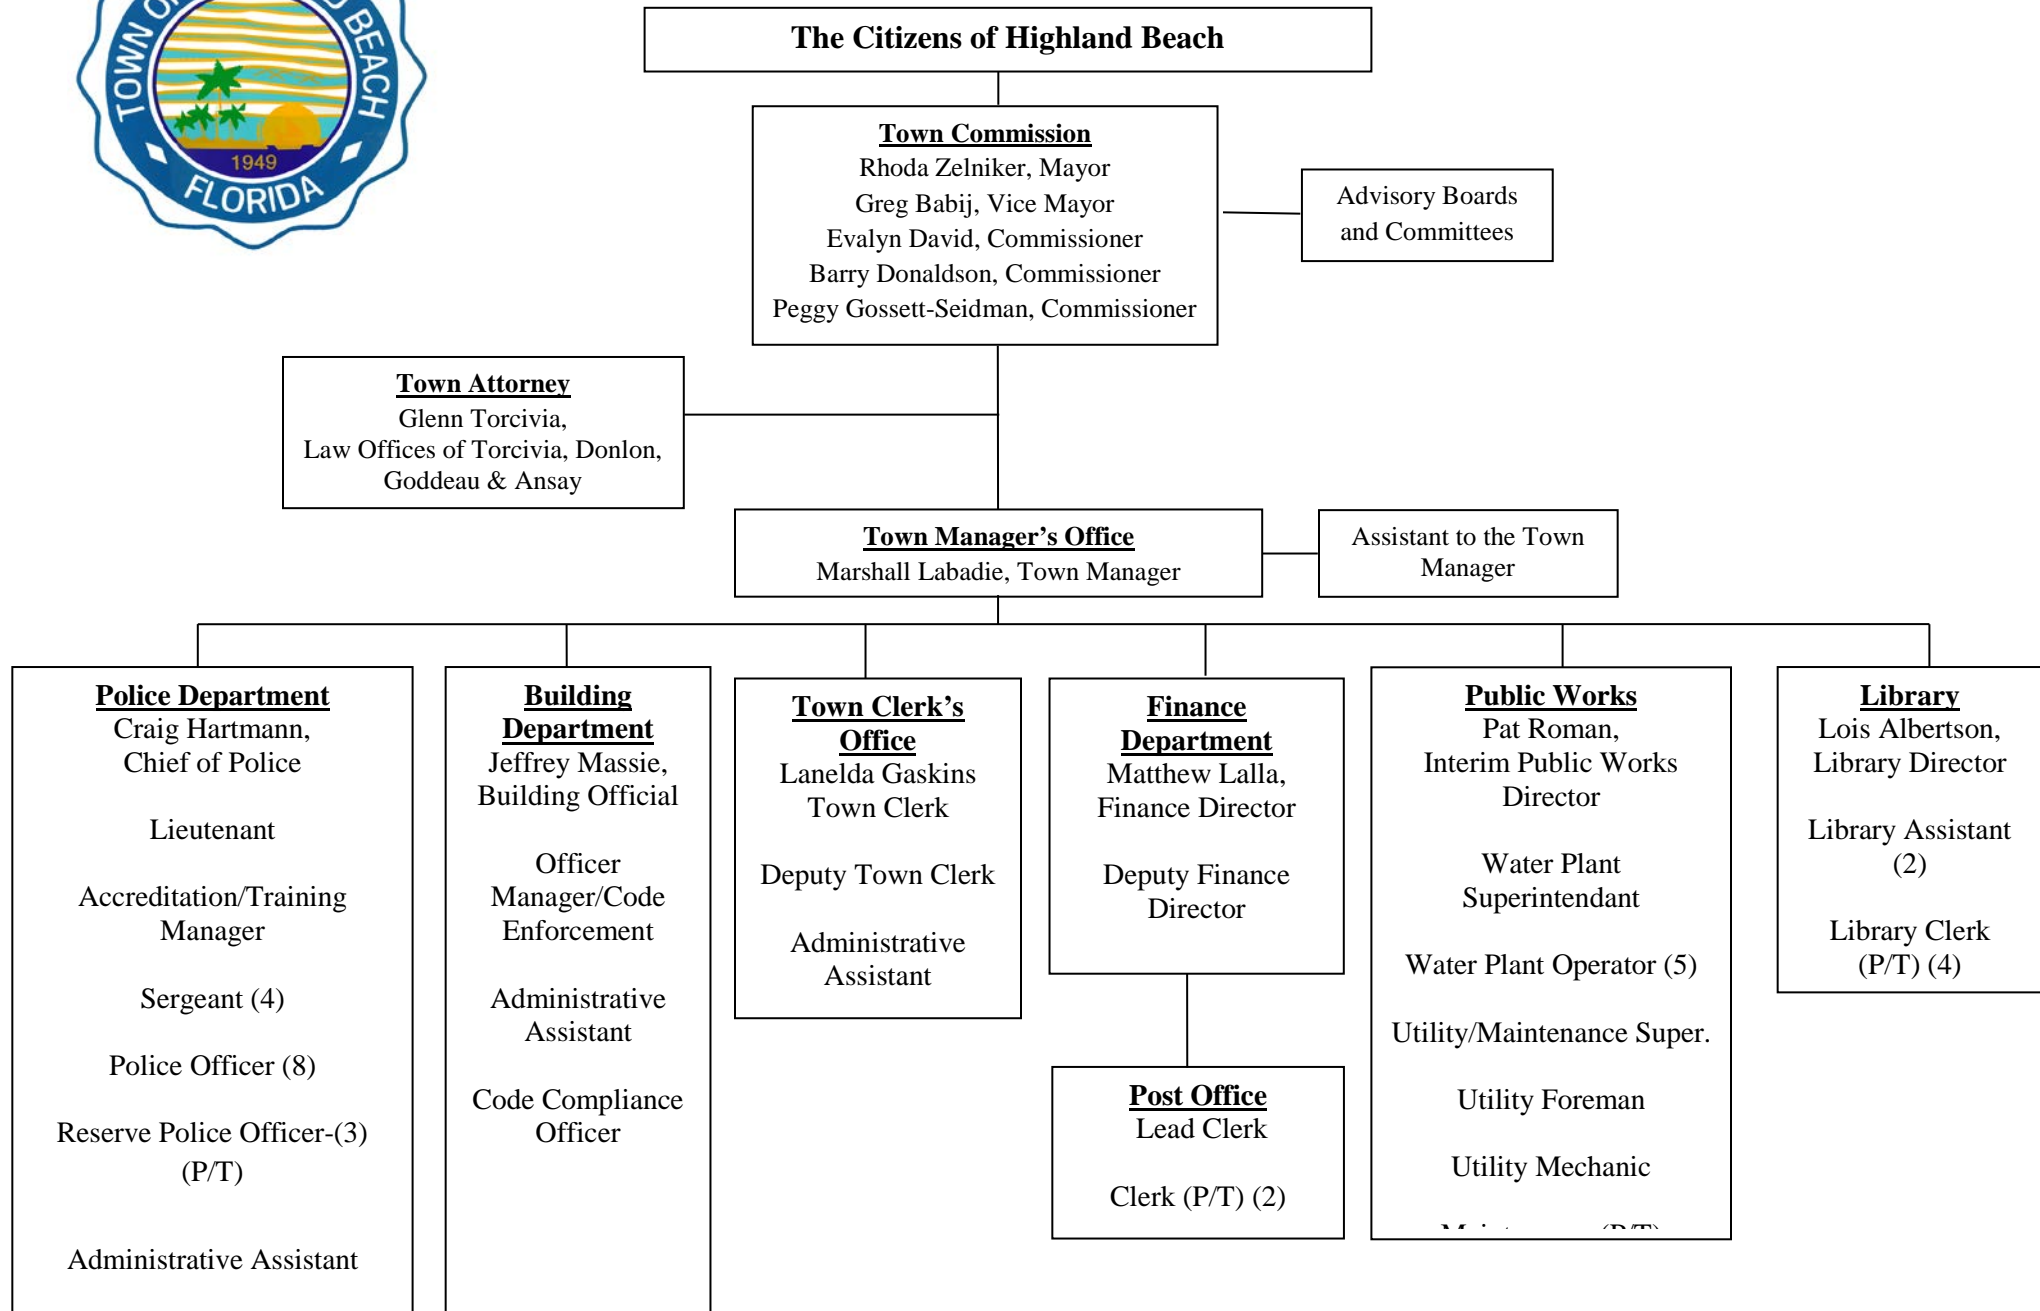 TOWN O
D BEACH
1949
FLORIDA
The Citizens of Highland Beach
Town Commission
Rhoda Zelniker, Mayor
Greg Babij, Vice Mayor
Evalyn David, Commissioner
Barry Donaldson, Commissioner
Peggy Gossett-Seidman, Commissioner
Advisory Boards
and Committees
Town Attorney
Glenn Torcivia,
Law Offices of Torcivia, Donlon,
Goddeau & Ansay
Town Manager’s Office
Marshall Labadie, Town Manager
Assistant to the Town
Manager
Police Department
Craig Hartmann,
Chief of Police
Lieutenant
Accreditation/Training
Manager
Sergeant (4)
Police Officer (8)
Reserve Police Officer-(3)
(P/T)
Administrative Assistant
Building
Department
Jeffrey Massie,
Building Official
Officer
Manager/Code
Enforcement
Administrative
Assistant
Code Compliance
Officer
Town Clerk’s
Office
Lanelda Gaskins
Town Clerk
Deputy Town Clerk
Administrative
Assistant
Finance
Department
Matthew Lalla,
Finance Director
Deputy Finance
Director
Post Office
Lead Clerk
Clerk (P/T) (2)
Public Works
Pat Roman,
Interim Public Works
Director
Water Plant
Superintendant
Water Plant Operator (5)
Utility/Maintenance Super.
Utility Foreman
Utility Mechanic
Library
Lois Albertson,
Library Director
Library Assistant
(2)
Library Clerk
(P/T) (4)